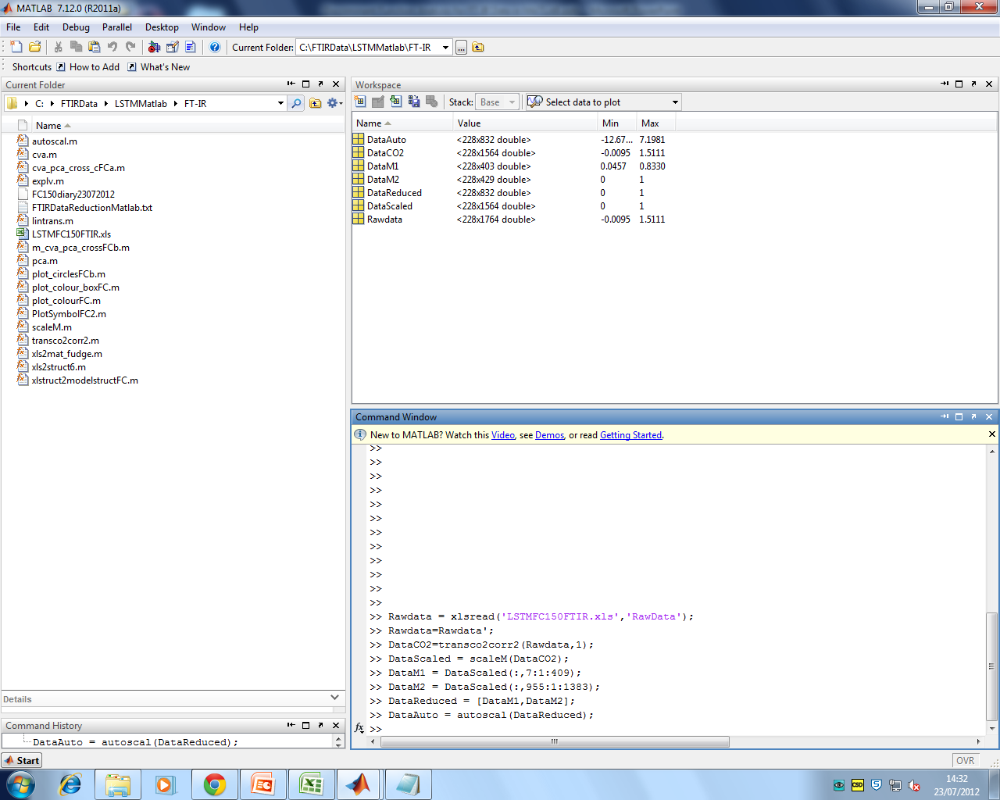 MATLAB 7.12.0 (R2011a)
File Edit Debug Parallel Desktop Window Help
Current Folder: C:\FTIRData\LSTMMatlab\FT-IR ...
Shortcuts How to Add What's New
Current Folder
C: FTIRData LSTMMatlab FT-IR
Name
autoscal.m
cva.m
cva_pca_cross_cFCa.m
explv.m
FC150diary23072012
FTIRDataReductionMatlab.txt
lintrans.m
LSTMFC150FTIR.xls
m_cva_pca_crossFCb.m
pca.m
plot_circlesFCb.m
plot_colour_boxFC.m
plot_colourFC.m
PlotSymbolFC2.m
scaleM.m
transco2corr2.m
xls2mat_fudge.m
xls2struct6.m
xlstruct2modelstructFC.m
Details
Command History
DataAuto = autoscal(DataReduced);
Workspace
Stack: Base Select data to plot
Name Value Min Max
DataAuto <228x832 double> -12.67... 7.1981
DataCO2 <228x1564 double> -0.0095 1.5111
DataM1 <228x403 double> 0.0457 0.8330
DataM2 <228x429 double> 0 1
DataReduced <228x832 double> 0 1
DataScaled <228x1564 double> 0 1
Rawdata <228x1764 double> -0.0095 1.5111
Command Window
New to MATLAB? Watch this Video, see Demos, or read Getting Started.
>>
>>
>>
>>
>>
>>
>>
>>
>>
>>
>>
>>
>> Rawdata = xlsread('LSTMFC150FTIR.xls','RawData');
>> Rawdata=Rawdata';
>> DataCO2=transco2corr2(Rawdata,1);
>> DataScaled = scaleM(DataCO2);
>> DataM1 = DataScaled(:,7:1:409);
>> DataM2 = DataScaled(:,955:1:1383);
>> DataReduced = [DataM1,DataM2];
>> DataAuto = autoscal(DataReduced);
fx >>
Start
OVR
CSD
14:32
23/07/2012